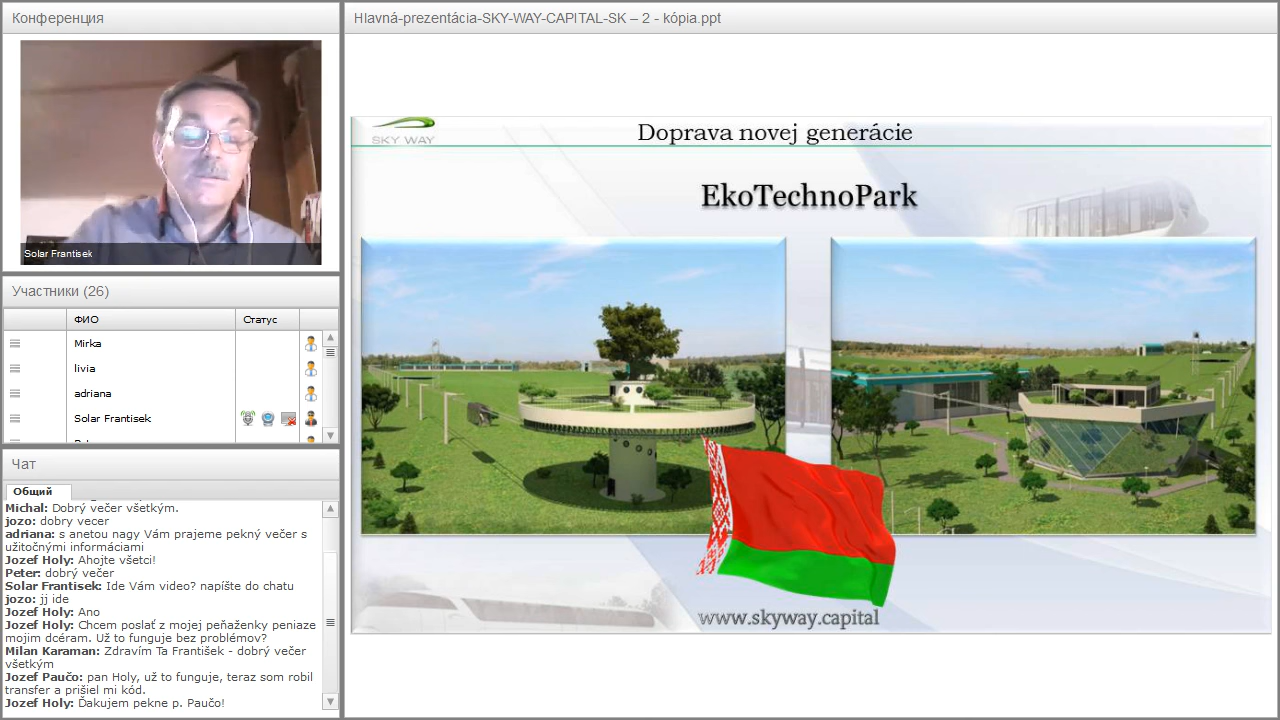 Конференция
Solar Frantisek
Участники (26)
ФИО
Статус
Mirka
livia
adriana
Solar Frantisek
Чат
Общий
Michal: Dobrý večer všetkým.
jozo: dobry vecer
adriana: s anetou nagy Vám prajeme pekný večer s
užitočnými informáciami
Jozef Holy: Ahojte všetci!
Peter: dobrý večer
Solar Frantisek: Ide Vám video? napíšte do chatu
jozo: jj ide
Jozef Holy: Ano
Jozef Holy: Chcem poslať z mojej peňaženky peniaze
mojim dcéram. Už to funguje bez problémov?
Milan Karaman: Zdravím Ta František - dobrý večer
všetkým
Jozef Paučo: pan Holy, už to funguje, teraz som robil
transfer a prišiel mi kód.
Jozef Holy: Ďakujem pekne p. Paučo!
Hlavná-prezentácia-SKY-WAY-CAPITAL-SK – 2 - kópia.ppt
SKY WAY
Doprava novej generácie
EkoTechnoPark
www.skyway.capital